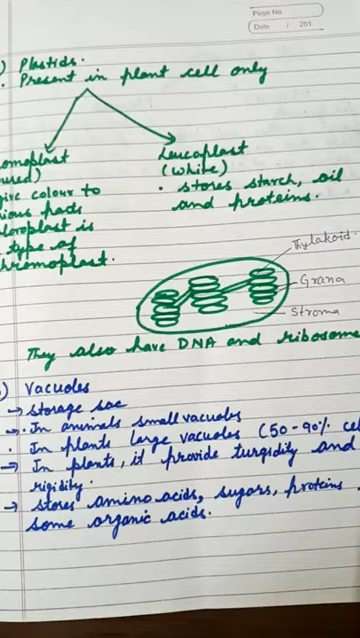 Page No.
Date / 201
) Plastids.
. Present in plant cell only
omoplast
Leucaplast
(white)
ured)
. stores starch, oil
and proteins.
give colour to
ious parts
loroplast is
type of
hromoplast.
Thylakoid
Grana
Stroma
They also have DNA and ribosome
) Vacuoles
→ Storage sac
→ . In animals small vacuoles
. In plants large vacuoles (50-90% cel
→ In plants, it provide turgidity and
rigidity.
→ stores amino acids, sugars, proteins
some organic acids.